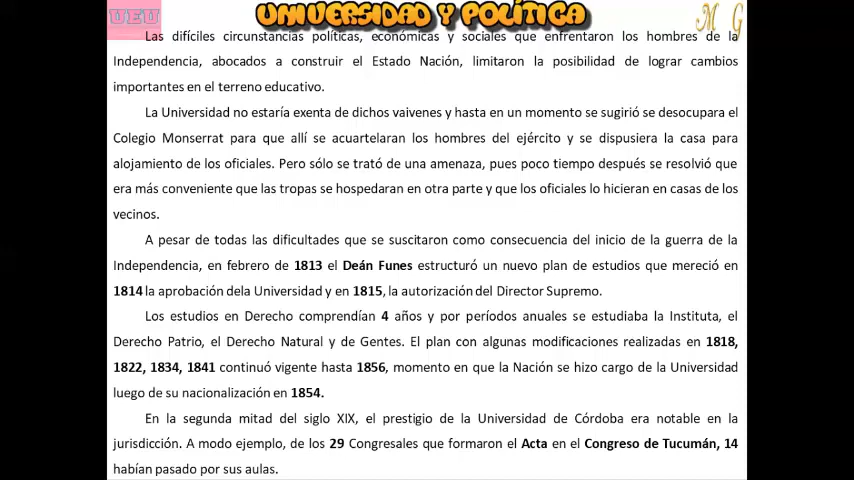 UEU
UNIVERSIDAD Y POLÍTICA
M G
Las difíciles circunstancias políticas, económicas y sociales que enfrentaron los hombres de la
Independencia, abocados a construir el Estado Nación, limitaron la posibilidad de lograr cambios
importantes en el terreno educativo.
La Universidad no estaría exenta de dichos vaivenes y hasta en un momento se sugirió se desocupara el
Colegio Monserrat para que allí se acuartelaran los hombres del ejército y se dispusiera la casa para
alojamiento de los oficiales. Pero sólo se trató de una amenaza, pues poco tiempo después se resolvió que
era más conveniente que las tropas se hospedaran en otra parte y que los oficiales lo hicieran en casas de los
vecinos.
A pesar de todas las dificultades que se suscitaron como consecuencia del inicio de la guerra de la
Independencia, en febrero de 1813 el Deán Funes estructuró un nuevo plan de estudios que mereció en
1814 la aprobación dela Universidad y en 1815, la autorización del Director Supremo.
Los estudios en Derecho comprendían 4 años y por períodos anuales se estudiaba la Instituta, el
Derecho Patrio, el Derecho Natural y de Gentes. El plan con algunas modificaciones realizadas en 1818,
1822, 1834, 1841 continuó vigente hasta 1856, momento en que la Nación se hizo cargo de la Universidad
luego de su nacionalización en 1854.
En la segunda mitad del siglo XIX, el prestigio de la Universidad de Córdoba era notable en la
jurisdicción. A modo ejemplo, de los 29 Congresales que formaron el Acta en el Congreso de Tucumán, 14
habían pasado por sus aulas.